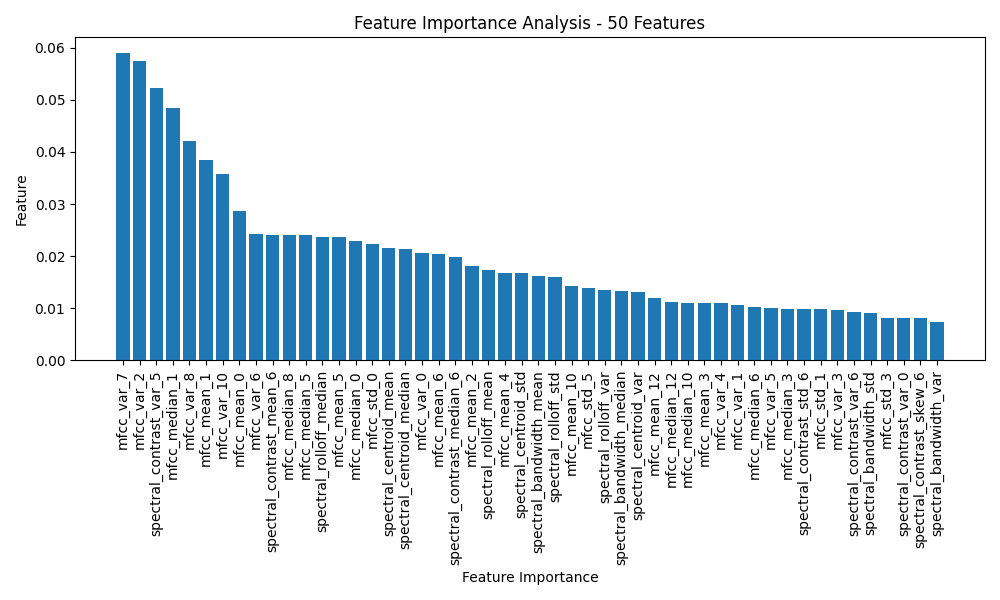 Feature Importance Analysis - 50 Features
Feature
0.06
0.05
0.04
0.03
0.02
0.01
0.00
mfcc_var_7
mfcc_var_2
spectral_contrast_var_5
mfcc_median_1
mfcc_var_8
mfcc_mean_1
mfcc_var_10
mfcc_mean_0
mfcc_var_6
spectral_contrast_mean_6
mfcc_median_8
mfcc_median_5
spectral_rolloff_median
mfcc_mean_5
mfcc_median_0
mfcc_std_0
spectral_centroid_mean
spectral_centroid_median
mfcc_var_0
mfcc_mean_6
spectral_contrast_median_6
mfcc_mean_2
spectral_rolloff_mean
mfcc_mean_4
spectral_centroid_std
spectral_bandwidth_mean
spectral_rolloff_std
mfcc_mean_10
mfcc_std_5
spectral_rolloff_var
spectral_bandwidth_median
spectral_centroid_var
mfcc_mean_12
mfcc_median_12
mfcc_median_10
mfcc_mean_3
mfcc_var_4
mfcc_var_1
mfcc_median_6
mfcc_var_5
mfcc_median_3
spectral_contrast_std_6
mfcc_std_1
mfcc_var_3
spectral_contrast_var_6
spectral_bandwidth_std
mfcc_std_3
spectral_contrast_var_0
spectral_contrast_skew_6
spectral_bandwidth_var
Feature Importance